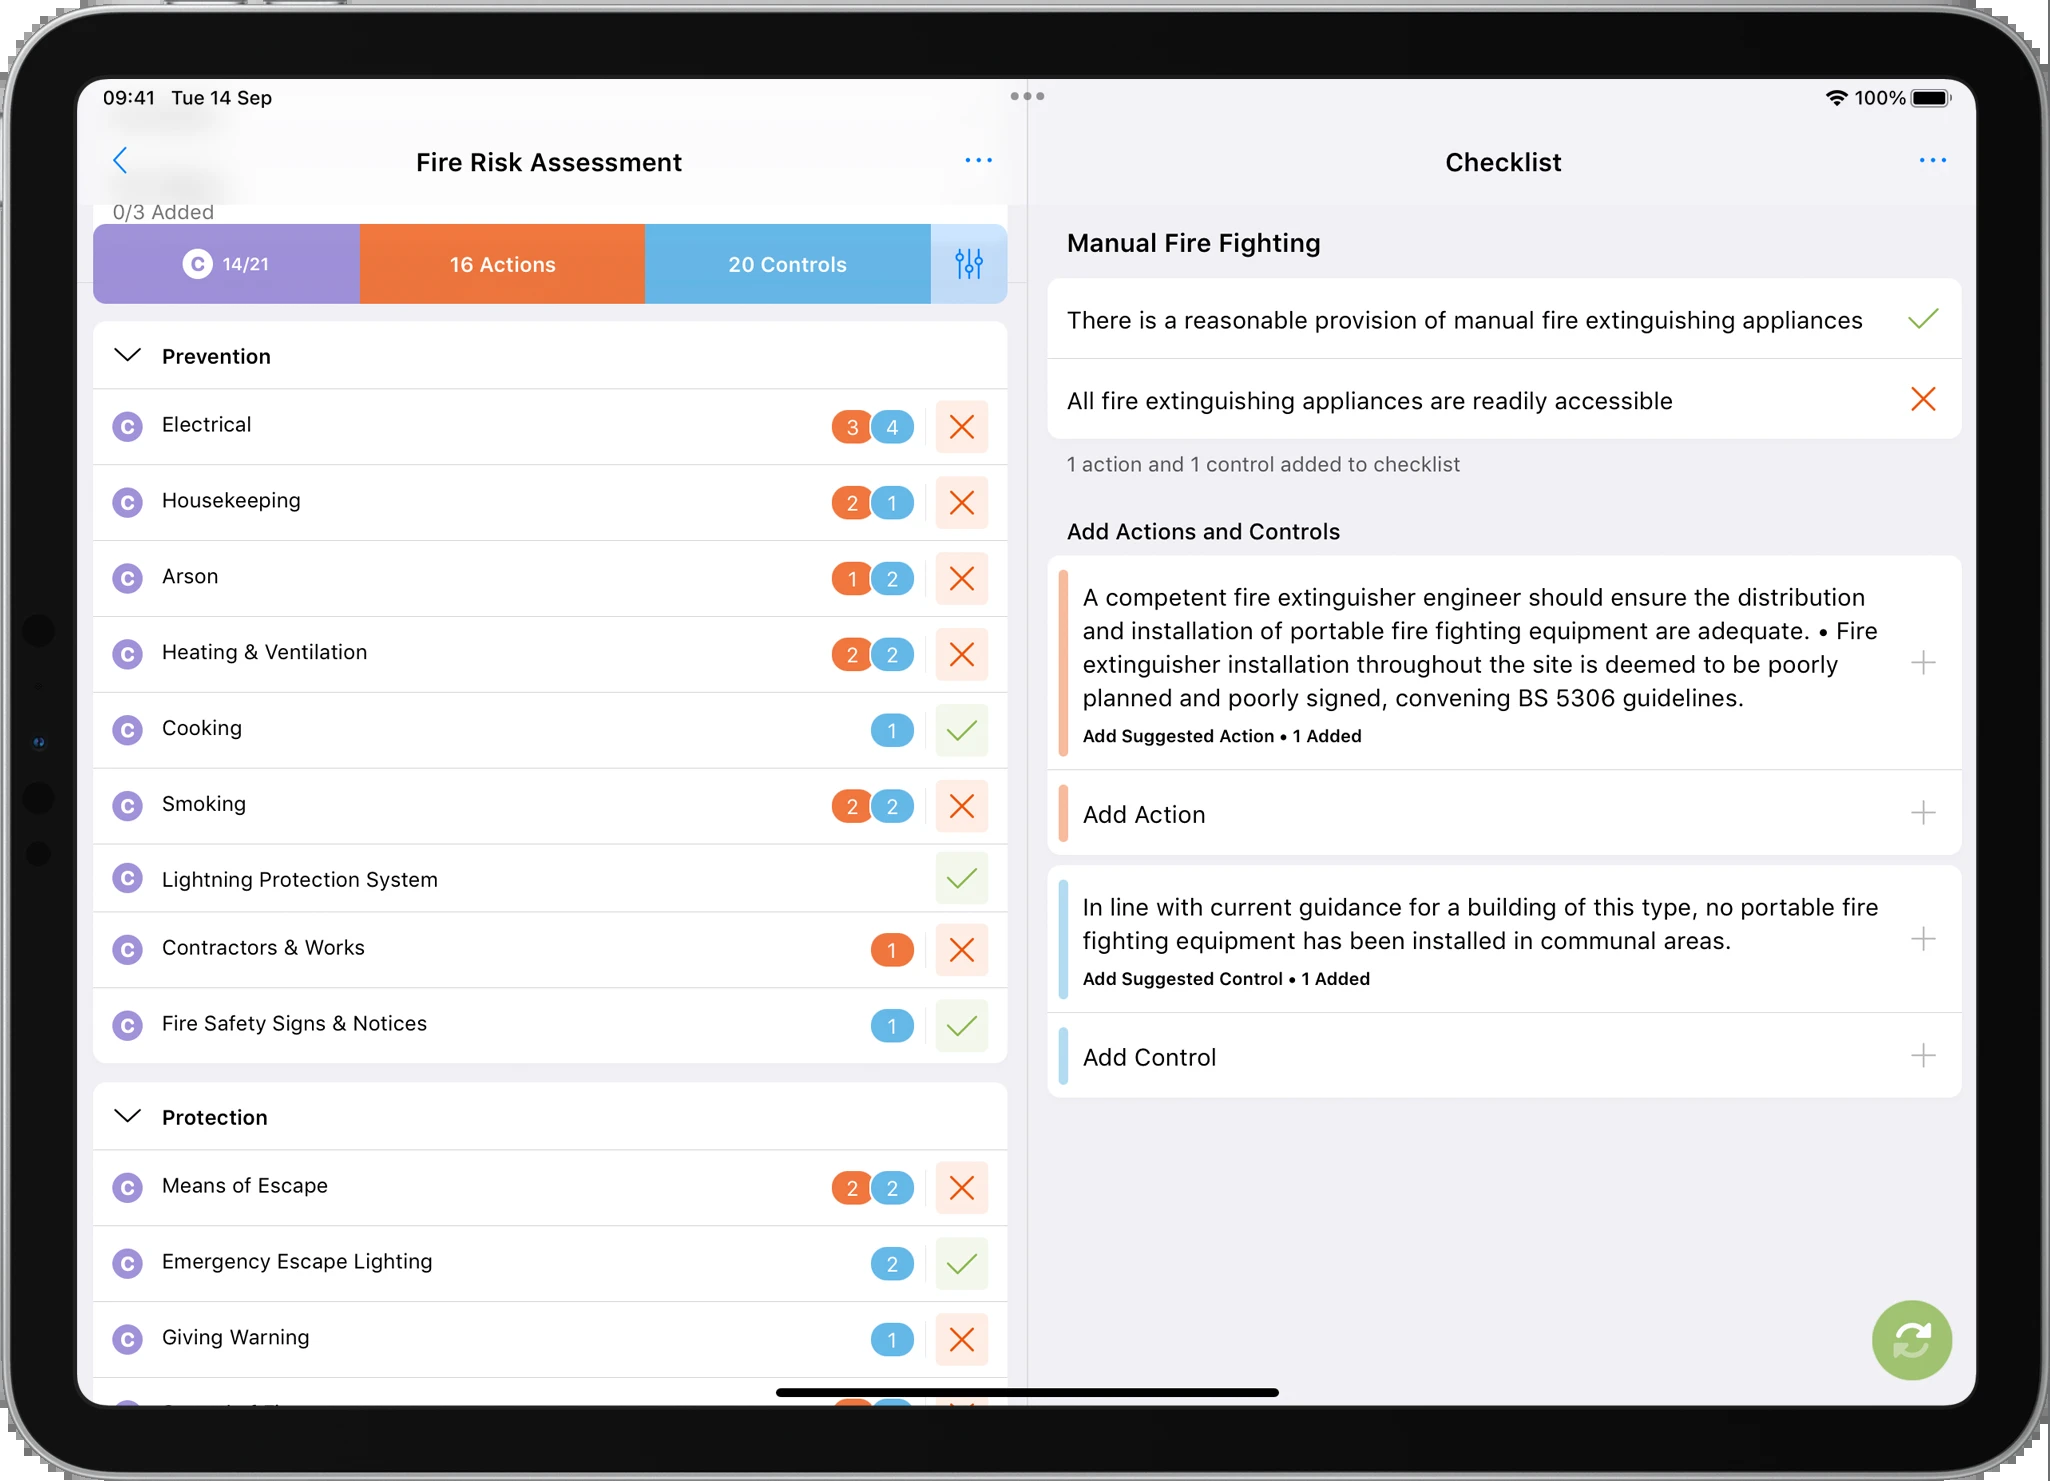 09:41 Tue 14 Sep
100%
Fire Risk Assessment
0/3 Added
C 14/21
16 Actions
20 Controls
Prevention
C Electrical 3 4
C Housekeeping 2 1
C Arson 1 2
C Heating & Ventilation 2 2
C Cooking 1
C Smoking 2 2
C Lightning Protection System
C Contractors & Works 1
C Fire Safety Signs & Notices 1
Protection
C Means of Escape 2 2
C Emergency Escape Lighting 2
C Giving Warning 1
Checklist
Manual Fire Fighting
There is a reasonable provision of manual fire extinguishing appliances
All fire extinguishing appliances are readily accessible
1 action and 1 control added to checklist
Add Actions and Controls
A competent fire extinguisher engineer should ensure the distribution
and installation of portable fire fighting equipment are adequate. • Fire
extinguisher installation throughout the site is deemed to be poorly
planned and poorly signed, convening BS 5306 guidelines.
Add Suggested Action • 1 Added
Add Action
In line with current guidance for a building of this type, no portable fire
fighting equipment has been installed in communal areas.
Add Suggested Control • 1 Added
Add Control